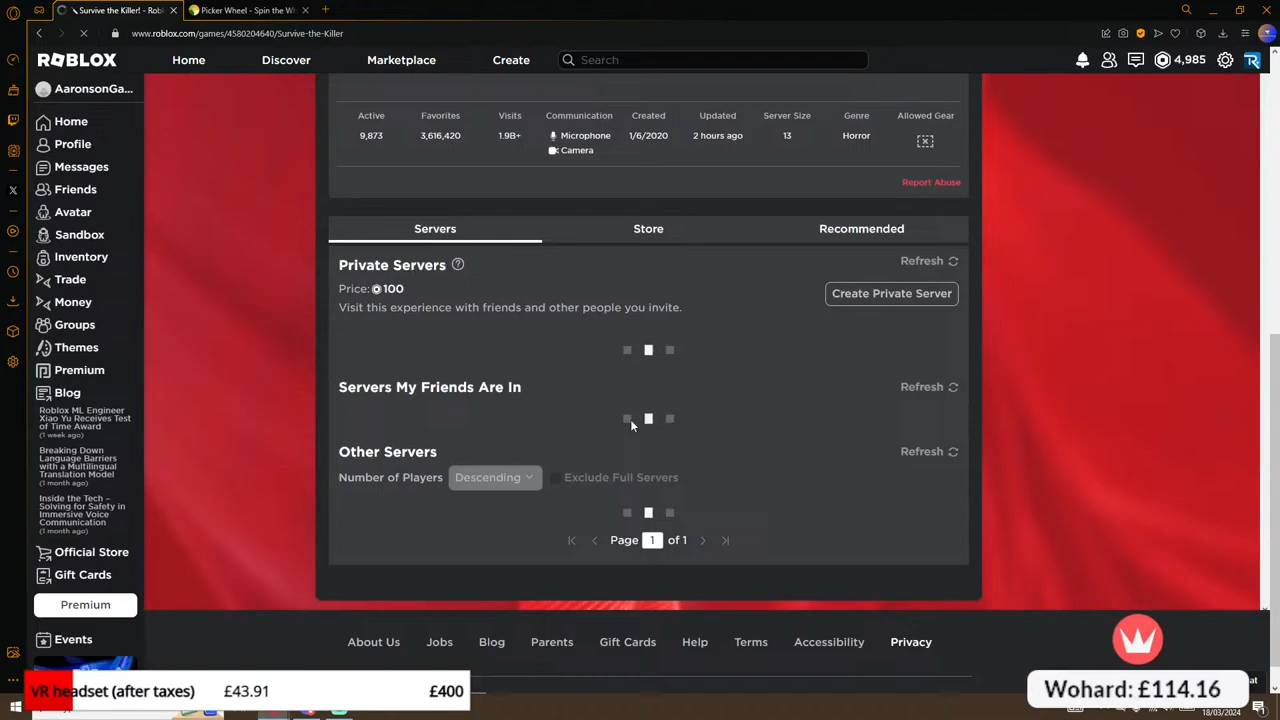 Survive the Killer! - Rob
Picker Wheel - Spin the W
www.roblox.com/games/4580204640/Survive-the-Killer
ROBLOX
Home
Discover
Marketplace
Create
Search
4,985
AaronsonGa...
Home
Profile
Messages
Friends
Avatar
Sandbox
Inventory
Trade
Money
Groups
Themes
Premium
Blog
Roblox ML Engineer
Xiao Yu Receives Test
of Time Award
(1 week ago)
Breaking Down
Language Barriers
with a Multilingual
Translation Model
(1 month ago)
Inside the Tech –
Solving for Safety in
Immersive Voice
Communication
(1 month ago)
Official Store
Gift Cards
Premium
Events
Active
Favorites
Visits
Communication
Created
Updated
Server Size
Genre
Allowed Gear
9,873
3,616,420
1.9B+
Microphone
Camera
1/6/2020
2 hours ago
13
Horror
Report Abuse
Servers
Store
Recommended
Private Servers
Refresh
Price: 100
Create Private Server
Visit this experience with friends and other people you invite.
Servers My Friends Are In
Refresh
Other Servers
Refresh
Number of Players
Descending
Exclude Full Servers
Page 1 of 1
About Us
Jobs
Blog
Parents
Gift Cards
Help
Terms
Accessibility
Privacy
VR headset (after taxes)
£43.91
£400
Wohard: £114.16
18/03/2024